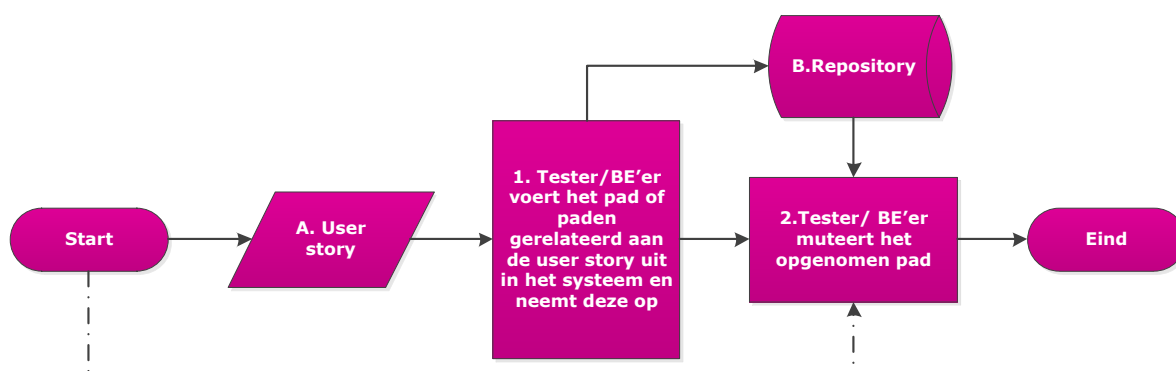 Start
A. User
story
1. Tester/BE’er
voert het pad of
paden
gerelateerd aan
de user story uit
in het systeem en
neemt deze op
B.Repository
2.Tester/ BE’er
muteert het
opgenomen pad
Eind